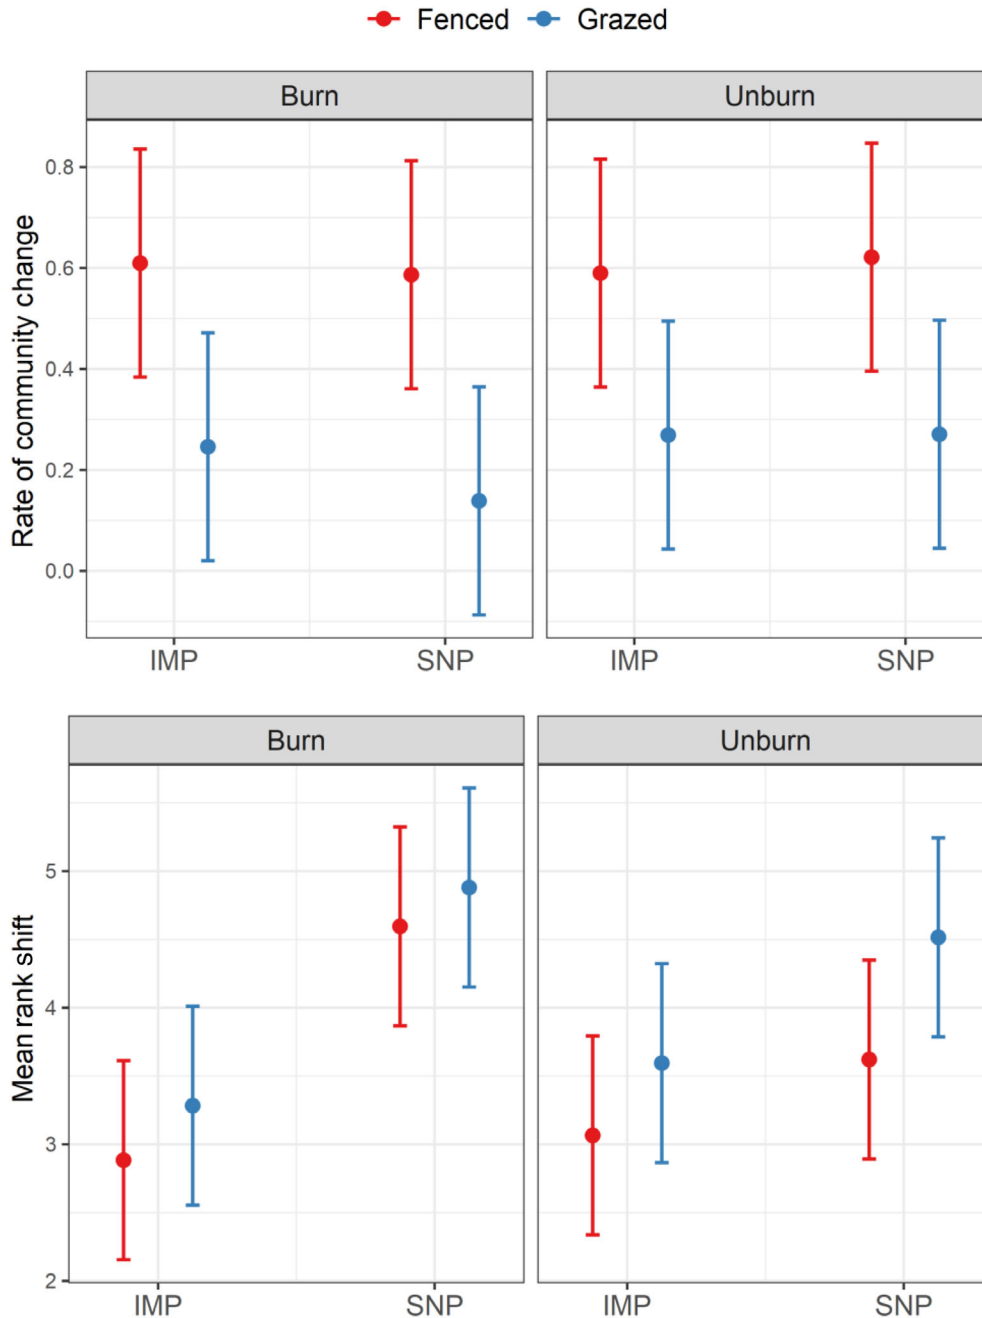 Fenced Grazed
Burn Unburn
Rate of community change
0.8
0.6
0.4
0.2
0.0
IMP SNP IMP SNP
Burn Unburn
Mean rank shift
5
4
3
2
IMP SNP IMP SNP